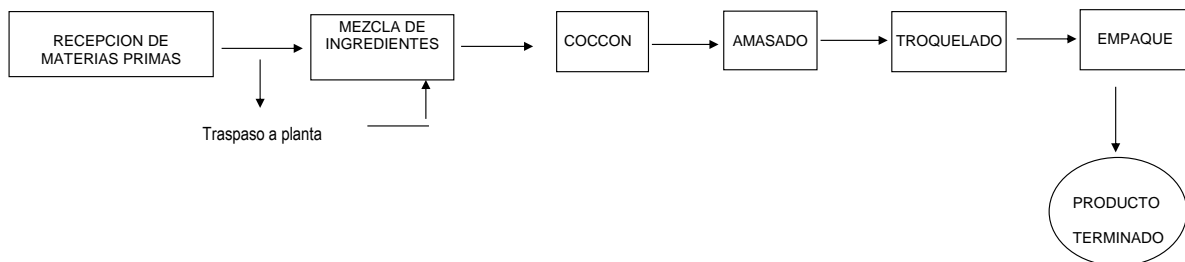 RECEPCION DE
MATERIAS PRIMAS
MEZCLA DE
INGREDIENTES
COCCON
AMASADO
TROQUELADO
EMPAQUE
Traspaso a planta
PRODUCTO
TERMINADO